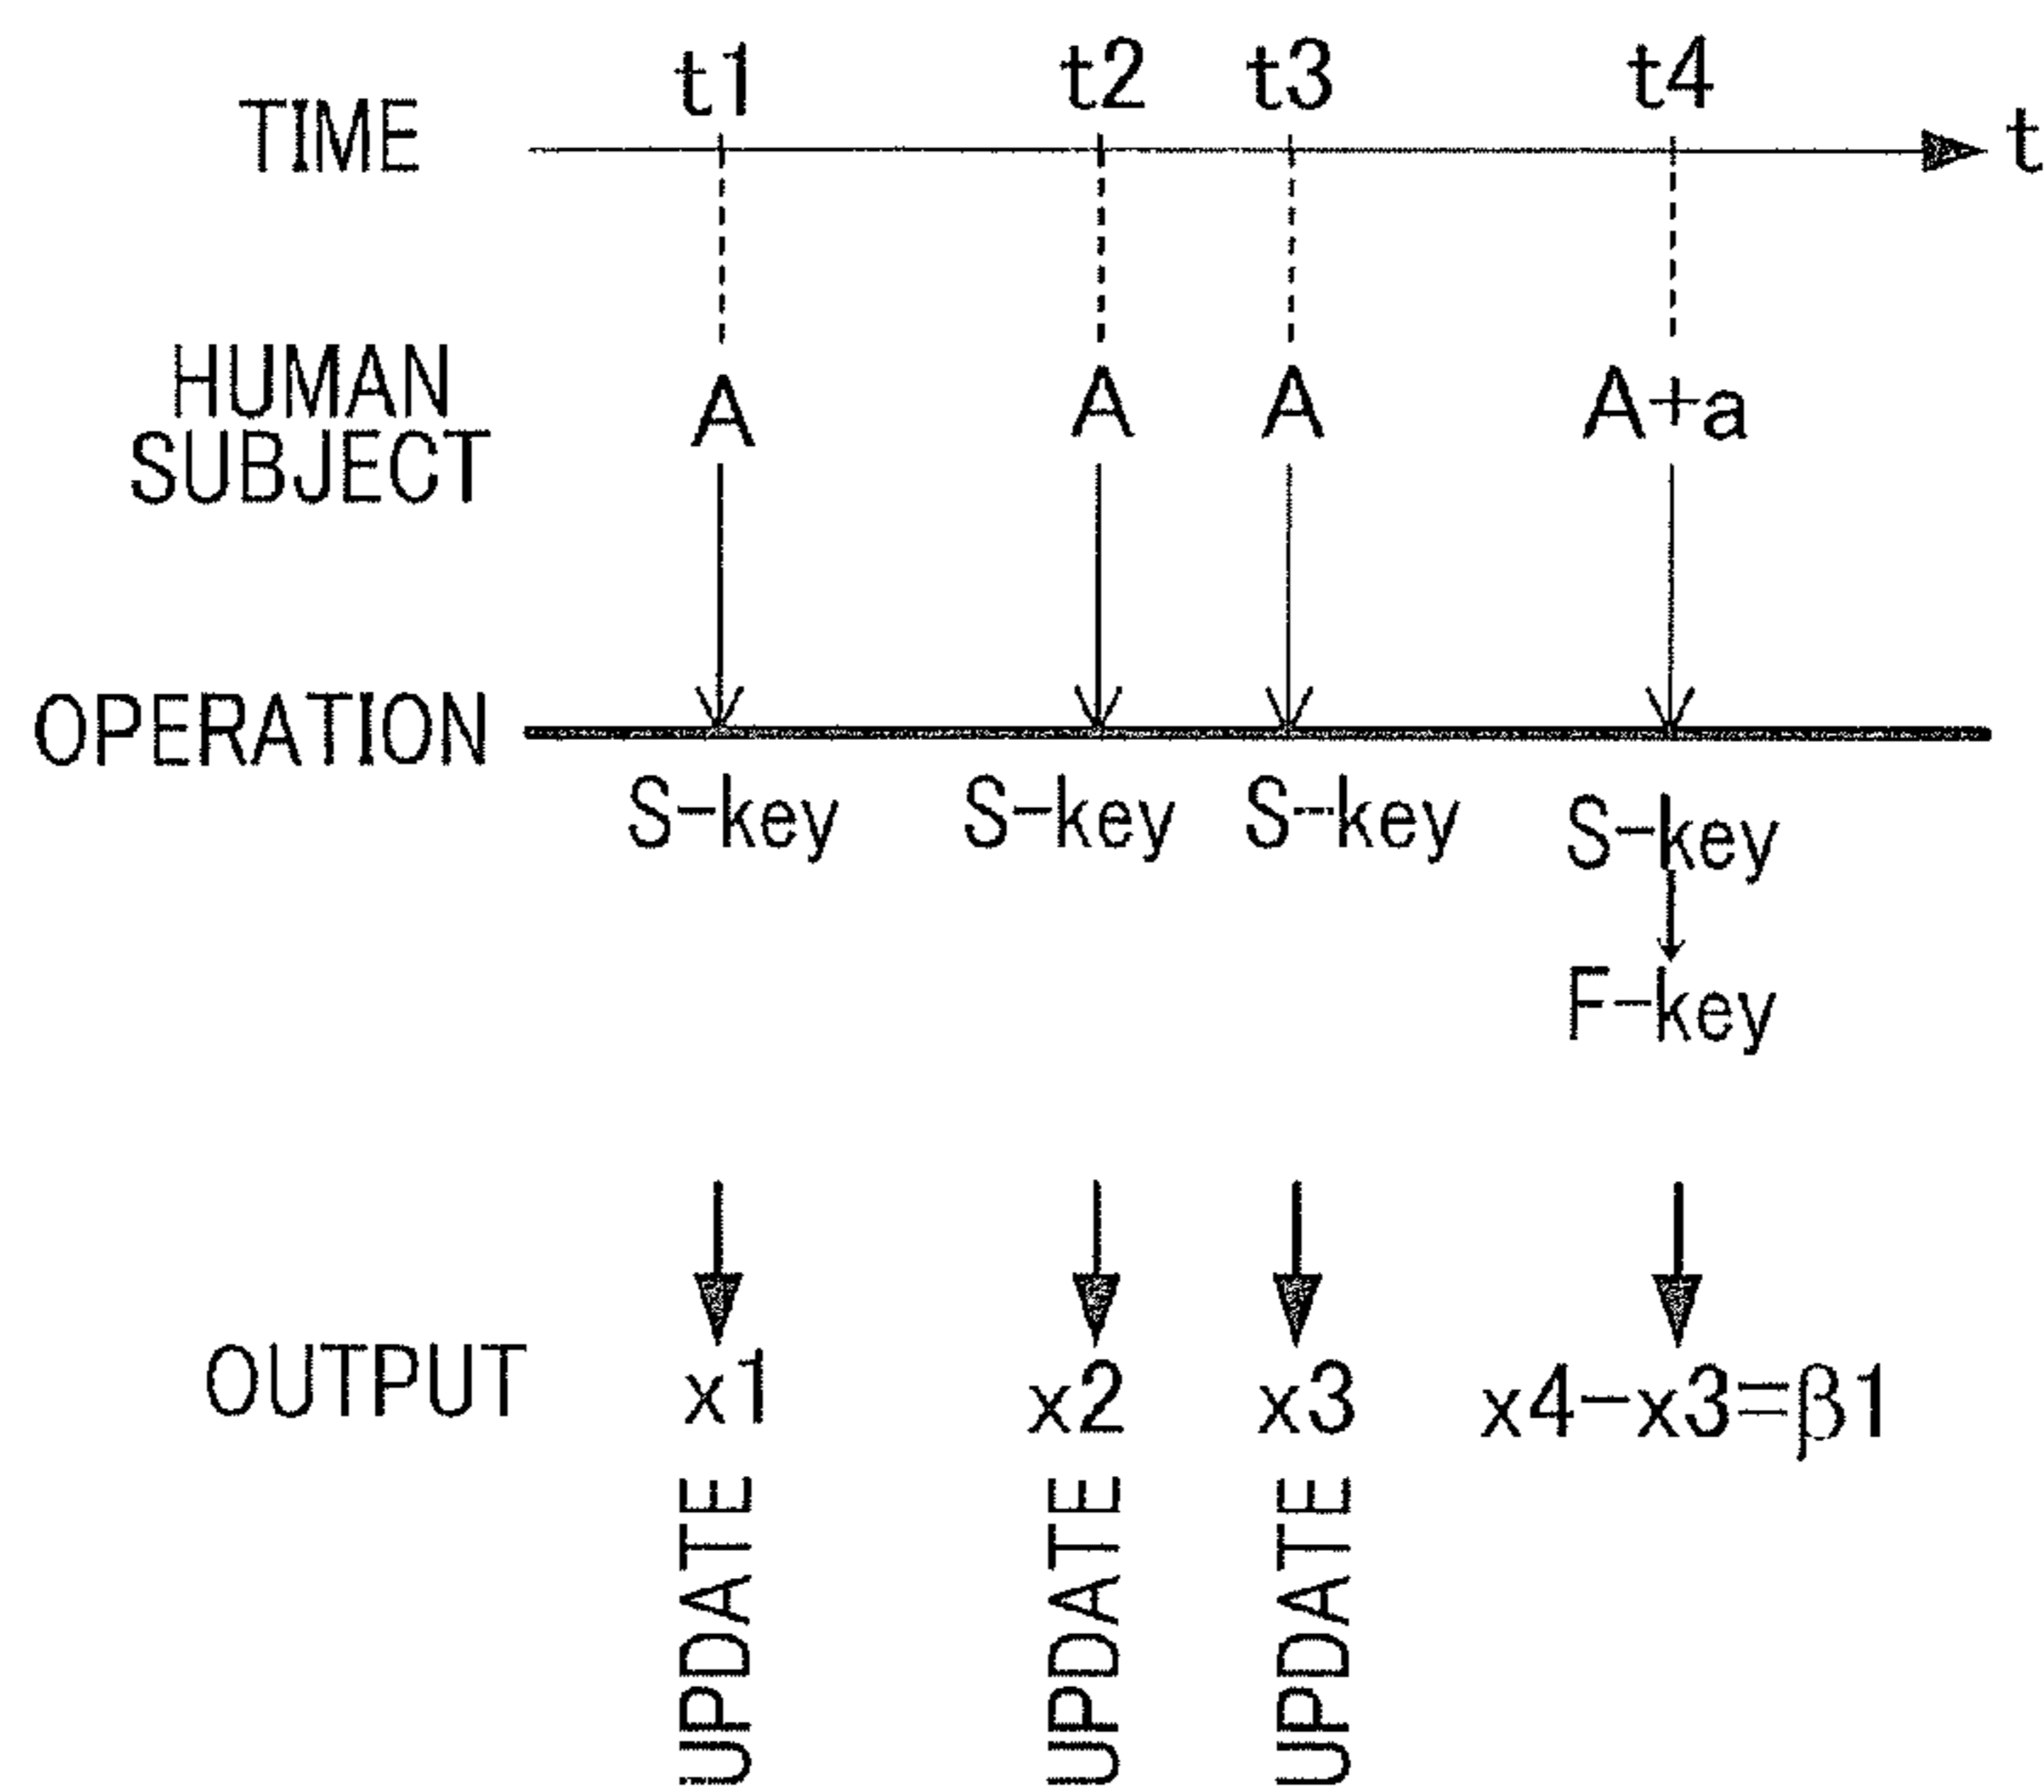 t1 t2 t3 t4
TIME t
HUMAN
SUBJECT
A A A A+a
OPERATION
S-key S-key S-key S-key
F-key
OUTPUT x1 x2 x3 x4-x3=β1
UPDATE UPDATE UPDATE